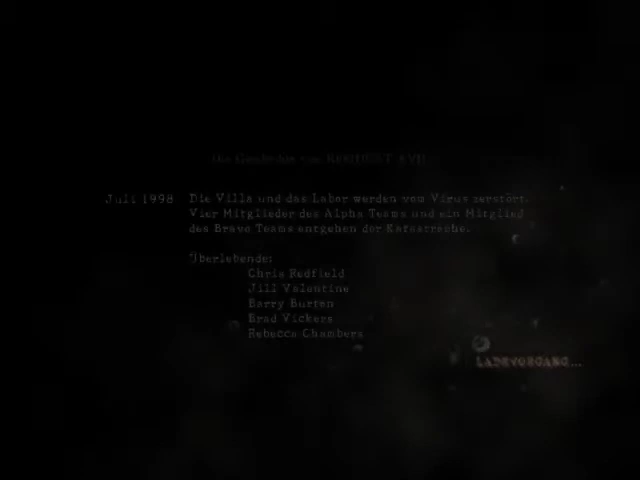 Die Geschichte von RESIDENT EVIL
Juli 1998 Die Villa und das Labor werden vom Virus zerstört.
Vier Mitglieder des Alpha Teams und ein Mitglied
des Bravo Teams entgehen der Katastrophe.
Überlebende:
Chris Redfield
Jill Valentine
Barry Burton
Brad Vickers
Rebecca Chambers
LADEVORGANG...